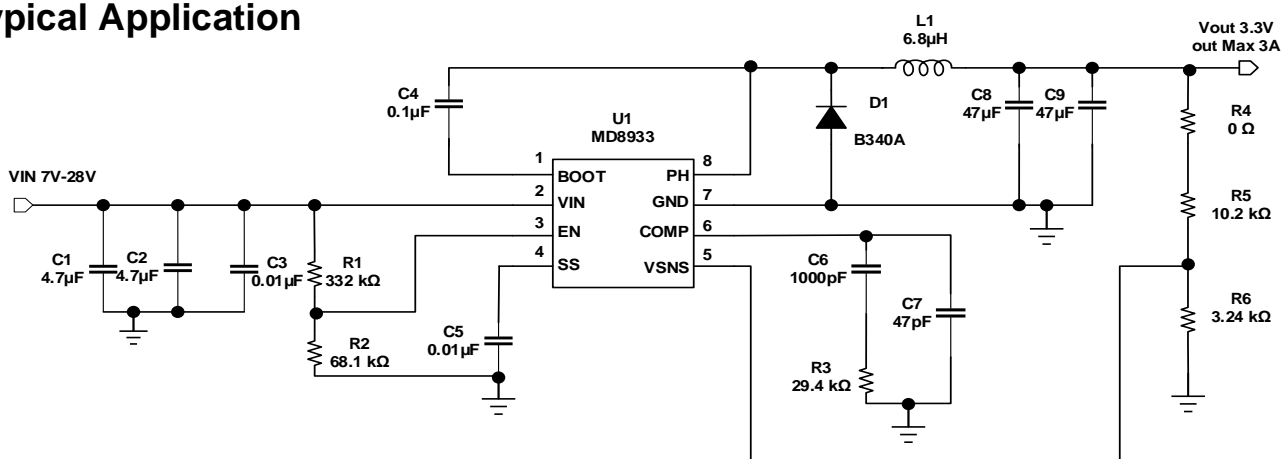 ypical Application
L1
6.8µH
Vout 3.3V
out Max 3A
C4
0.1µF
U1
MD8933
D1
B340A
C8
47µF
C9
47µF
R4
0 Ω
VIN 7V-28V
1
BOOT
PH
8
2
VIN
GND
7
3
EN
COMP
6
4
SS
VSNS
5
R5
10.2 kΩ
C1
4.7µF
C2
4.7µF
C3
0.01µF
R1
332 kΩ
C6
1000pF
C7
47pF
R6
3.24 kΩ
R2
68.1 kΩ
C5
0.01µF
R3
29.4 kΩ